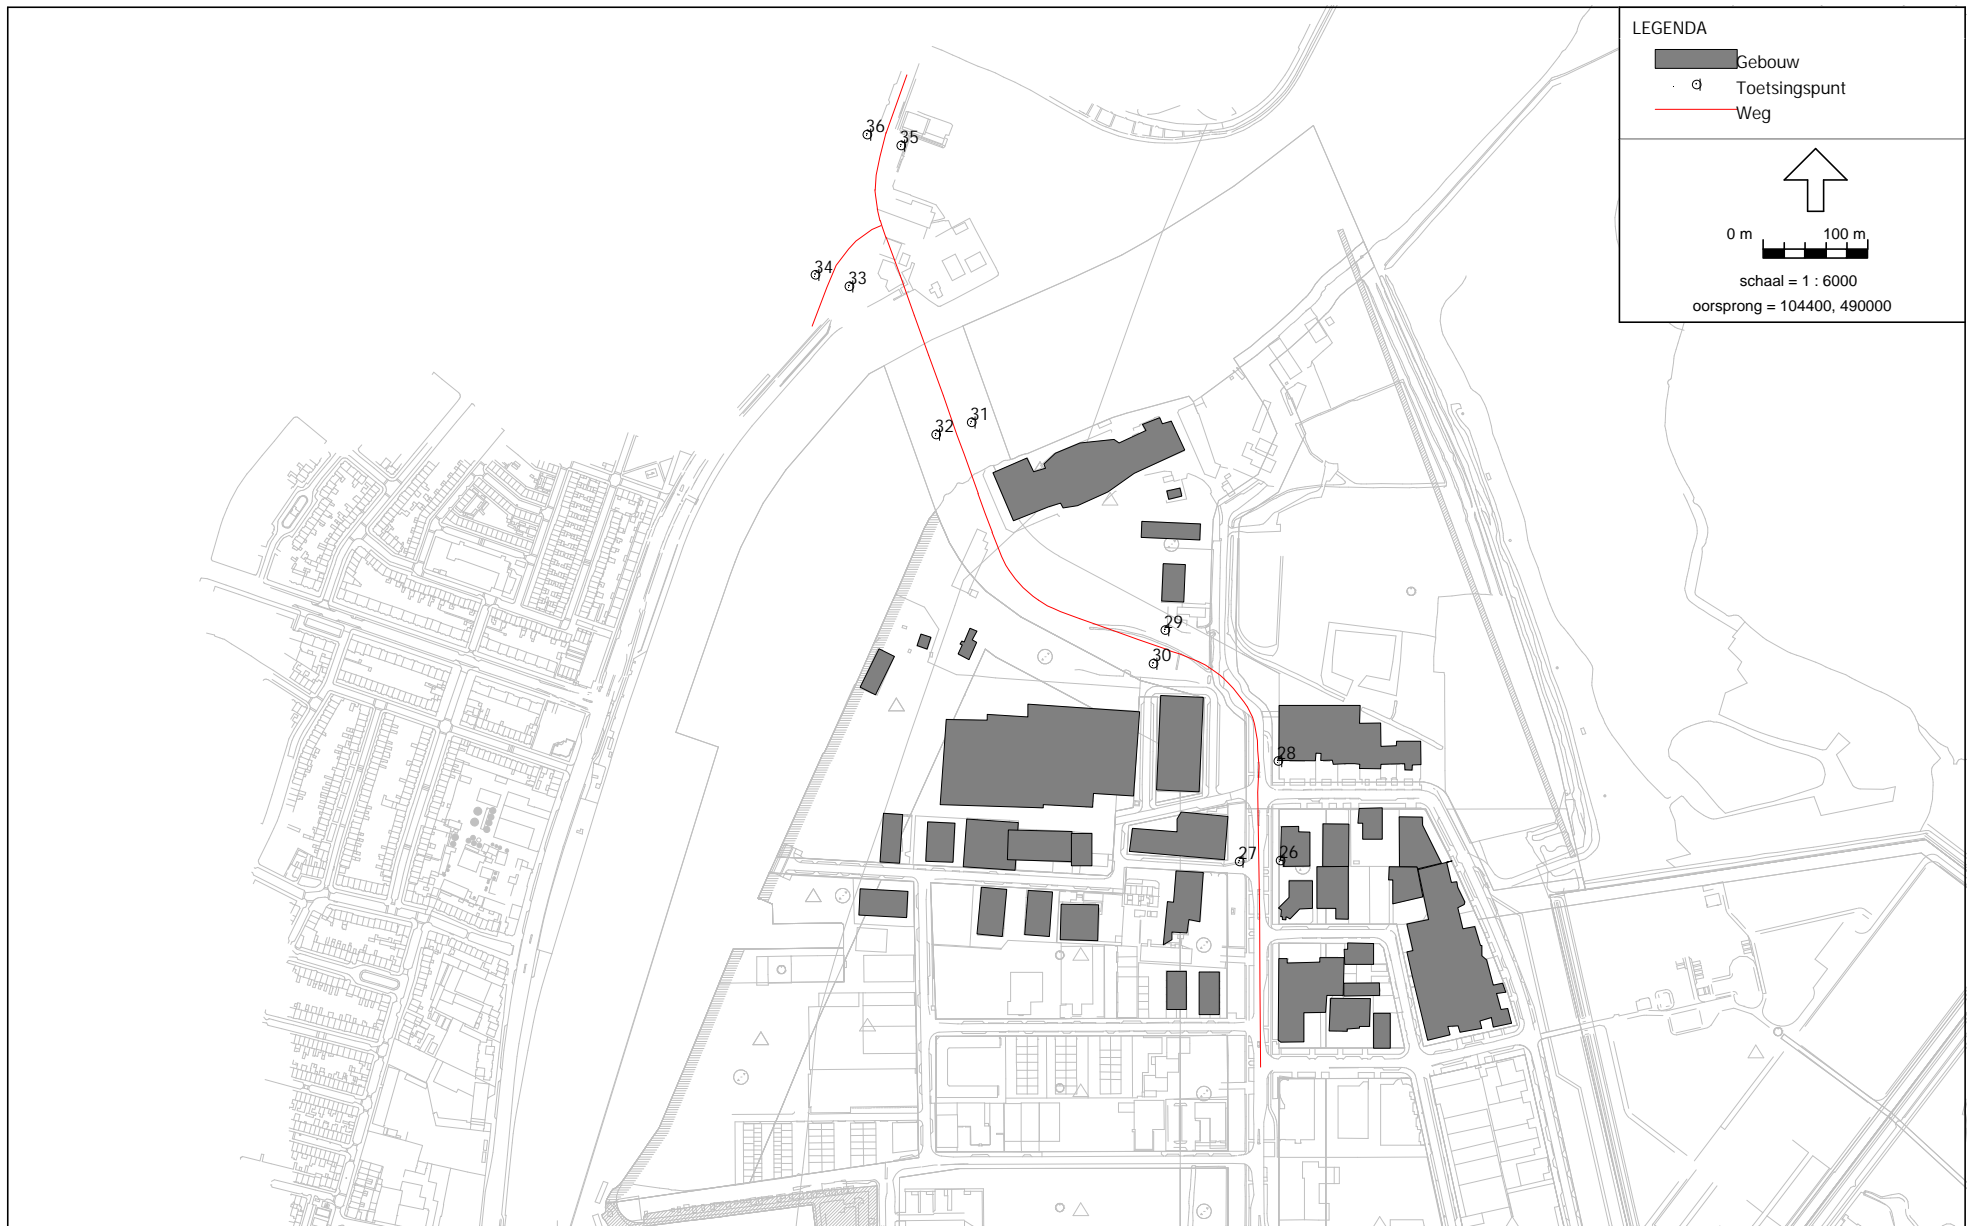 LEGENDA
Gebouw
Toetsingspunt
Weg
0 m 100 m
schaal = 1 : 6000
oorsprong = 104400, 490000
36
35
34
33
31
32
29
30
28
27
26